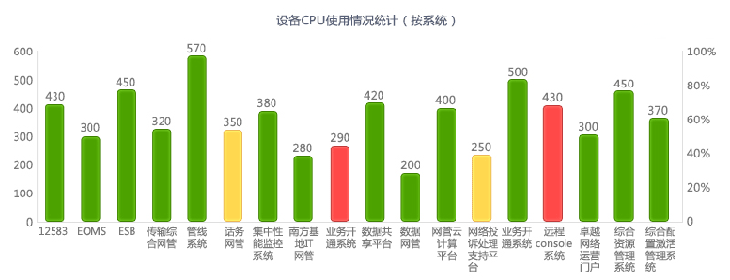 设备CPU使用情况统计（按系统）
600
500
400
300
200
100
0
100%
80%
60%
40%
20%
0
430
300
450
320
570
350
380
280
290
420
200
400
250
500
430
300
450
370
12583
EOMS
ESB
传输综
合网管
管线
系统
话务
网管
集中性
能监控
系统
南方基
地IT
网管
业务开
通系统
数据共
享平台
数据
网管
网管云
计算
平台
网络投
诉处理
支持平
台
业务开
通系统
远程
console
系统
卓越
网络
运营
门户
综合
资源
管理
系统
综合配
置激活
管理系
统